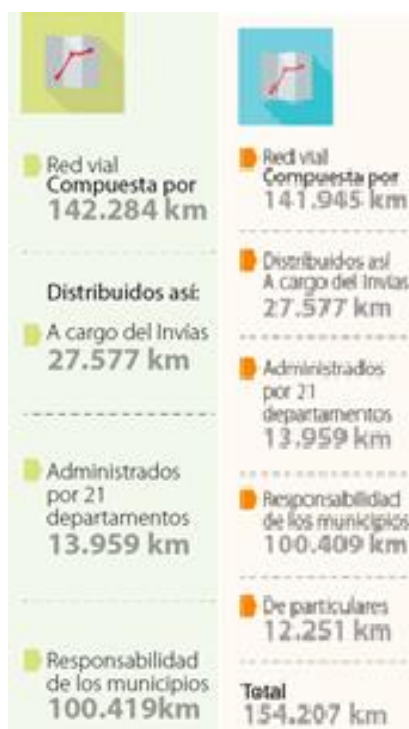 Red vial
Compuesta por
142.284 km
Distribuidos así:
A cargo del Invías
27.577 km
Administrados
por 21
departamentos
13.959 km
Responsabilidad
de los municipios
100.419km
Red vial
Compuesta por
141.945 km
Distribuidos así
A cargo del Invías
27.577 km
Administrados
por 21
departamentos
13.959 km
Responsabilidad
de los municipios
100.409 km
De particulares
12.251 km
Total
154.207 km